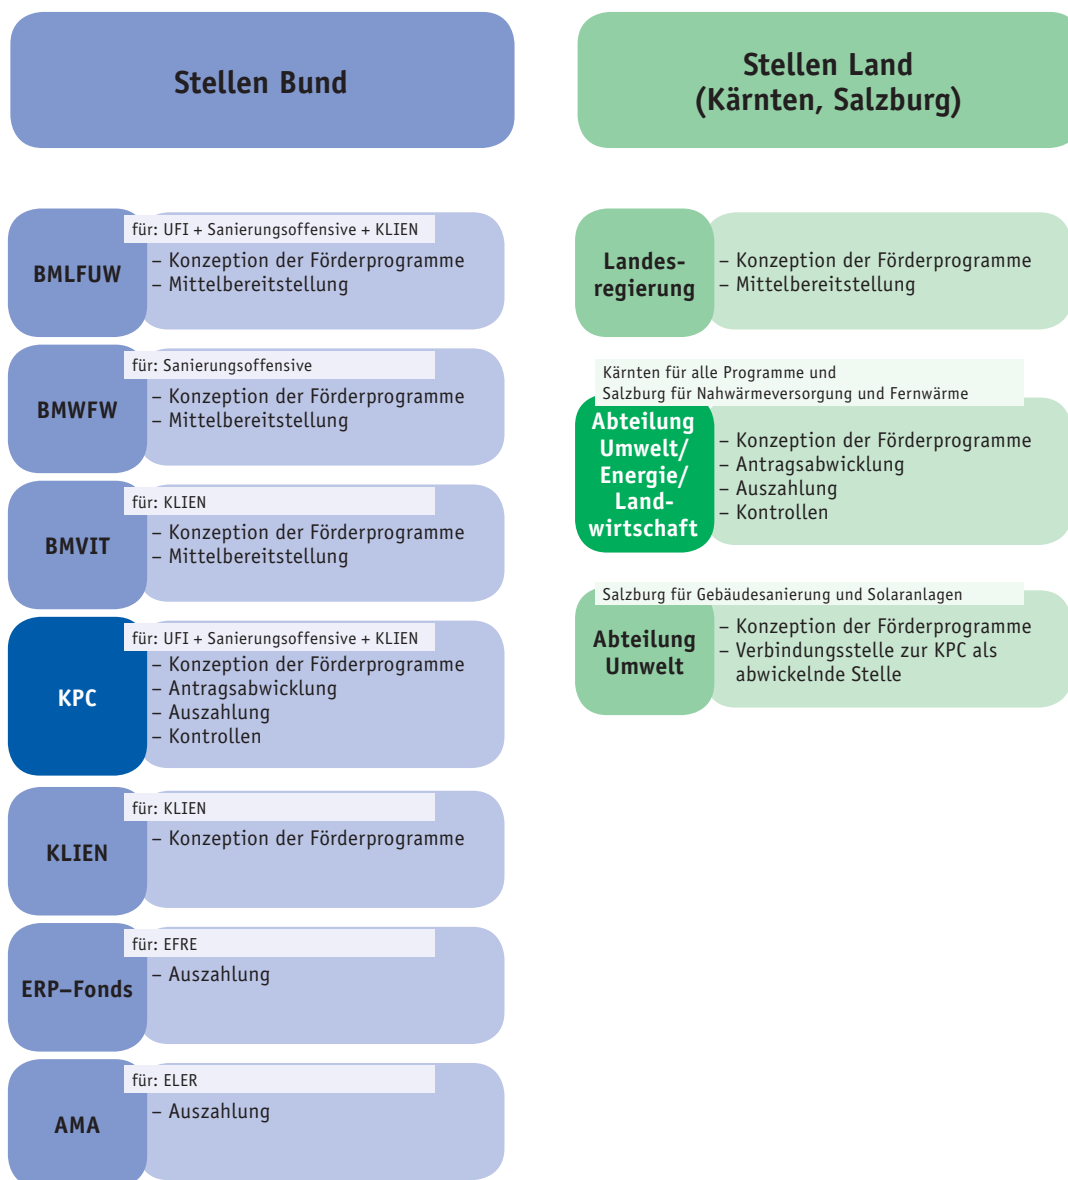 Stellen Bund
für: UFI + Sanierungsoffensive + KLIEN
BMLFUW
– Konzeption der Förderprogramme
– Mittelbereitstellung
für: Sanierungsoffensive
BMWFW
– Konzeption der Förderprogramme
– Mittelbereitstellung
für: KLIEN
BMVIT
– Konzeption der Förderprogramme
– Mittelbereitstellung
für: UFI + Sanierungsoffensive + KLIEN
KPC
– Konzeption der Förderprogramme
– Antragsabwicklung
– Auszahlung
– Kontrollen
für: KLIEN
KLIEN
– Konzeption der Förderprogramme
für: EFRE
ERP–Fonds
– Auszahlung
für: ELER
AMA
– Auszahlung
Stellen Land
(Kärnten, Salzburg)
Landes-
regierung
– Konzeption der Förderprogramme
– Mittelbereitstellung
Kärnten für alle Programme und
Salzburg für Nahwärmeversorgung und Fernwärme
Abteilung
Umwelt/
Energie/
Land-
wirtschaft
– Konzeption der Förderprogramme
– Antragsabwicklung
– Auszahlung
– Kontrollen
Salzburg für Gebäudesanierung und Solaranlagen
Abteilung
Umwelt
– Konzeption der Förderprogramme
– Verbindungsstelle zur KPC als
abwickelnde Stelle